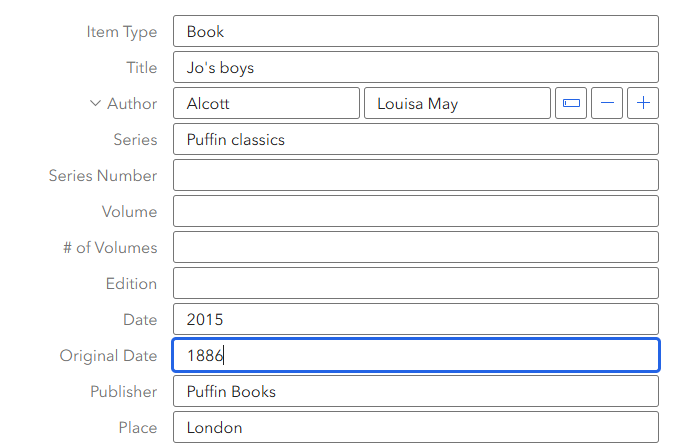 Item Type Book
Title Jo's boys
Author Alcott Louisa May
Series Puffin classics
Series Number
Volume
# of Volumes
Edition
Date 2015
Original Date 1886
Publisher Puffin Books
Place London